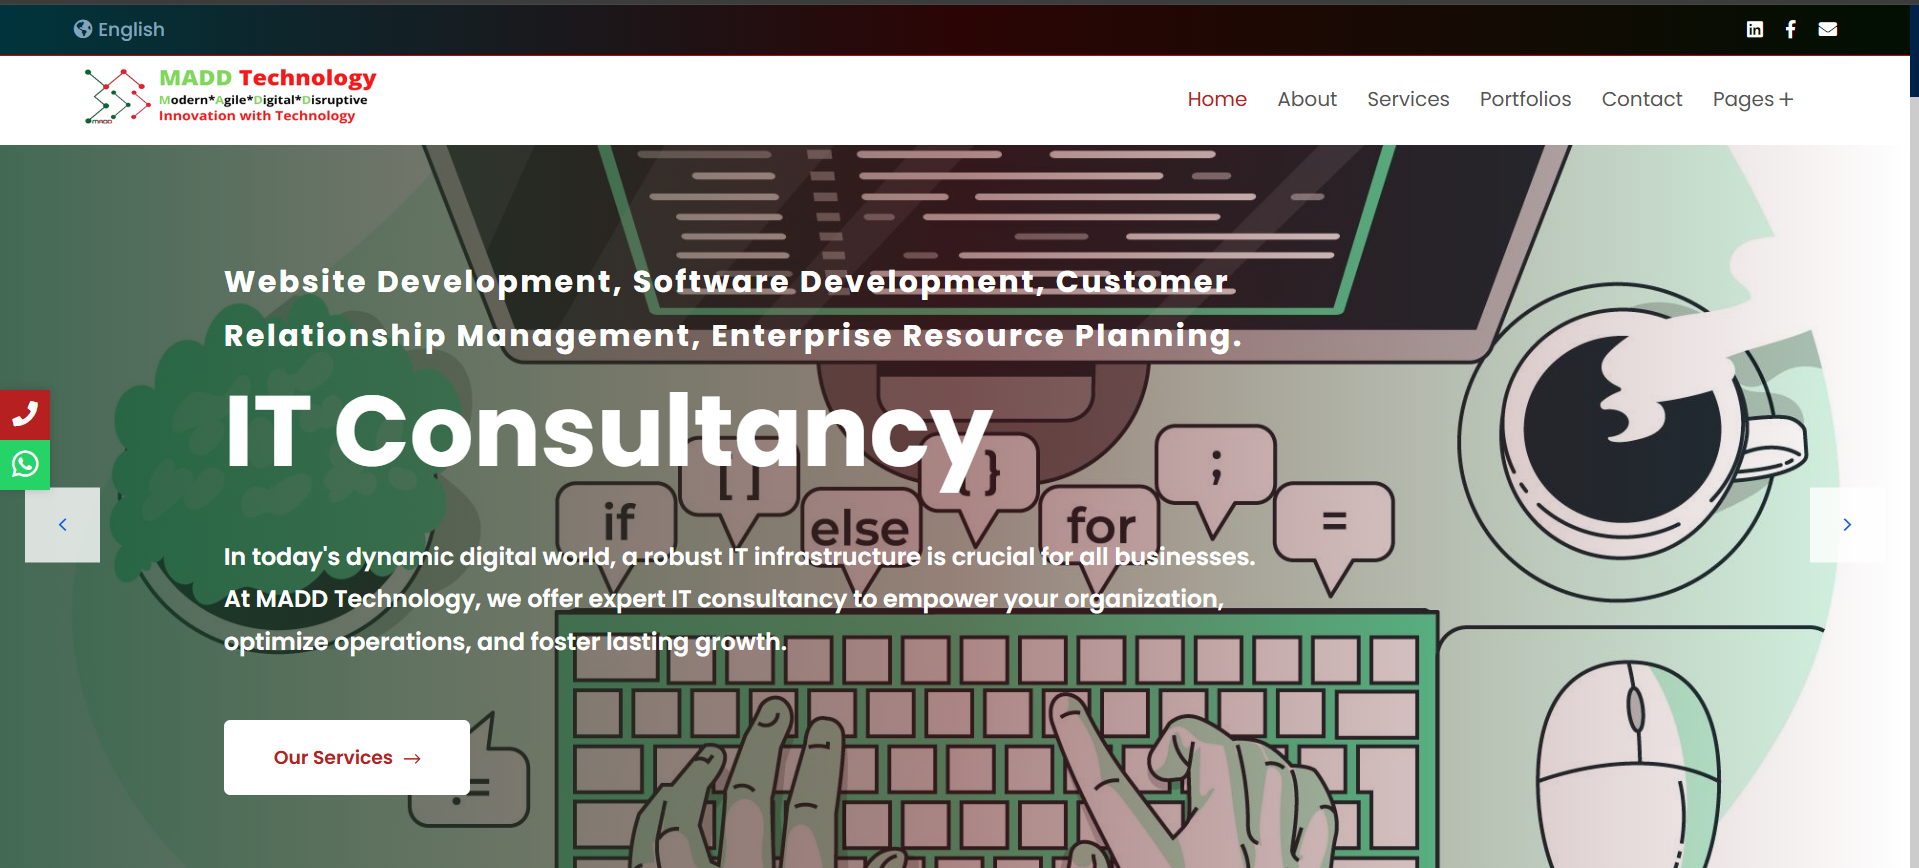 English
MADD Technology
Modern*Agile*Digital*Disruptive
Innovation with Technology
MADD
Home About Services Portfolios Contact Pages +
Website Development, Software Development, Customer
Relationship Management, Enterprise Resource Planning.
IT Consultancy
[ ] { } ;
if else for =
In today's dynamic digital world, a robust IT infrastructure is crucial for all businesses.
At MADD Technology, we offer expert IT consultancy to empower your organization,
optimize operations, and foster lasting growth.
Our Services →
:=